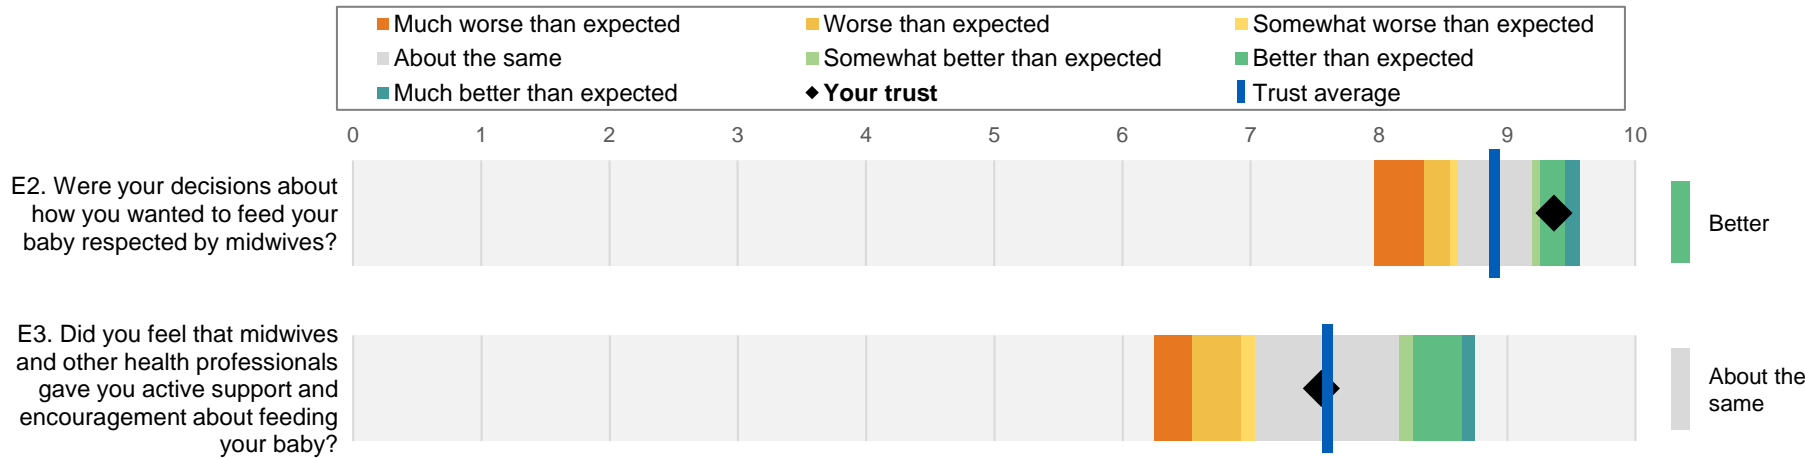 Much worse than expected
Worse than expected
Somewhat worse than expected
About the same
Somewhat better than expected
Better than expected
Much better than expected
Your trust
Trust average
0 1 2 3 4 5 6 7 8 9 10
E2. Were your decisions about
how you wanted to feed your
baby respected by midwives?
Better
E3. Did you feel that midwives
and other health professionals
gave you active support and
encouragement about feeding
your baby?
About the
same